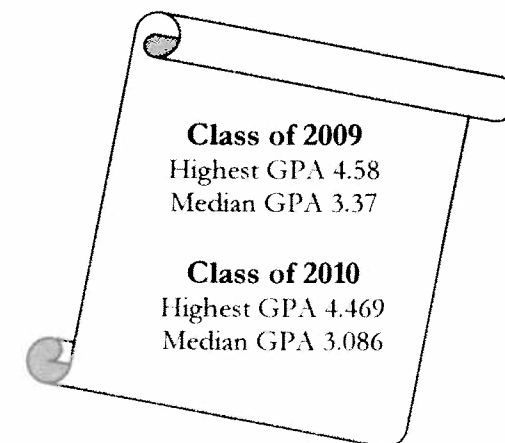 Class of 2009
Highest GPA 4.58
Median GPA 3.37
Class of 2010
Highest GPA 4.469
Median GPA 3.086